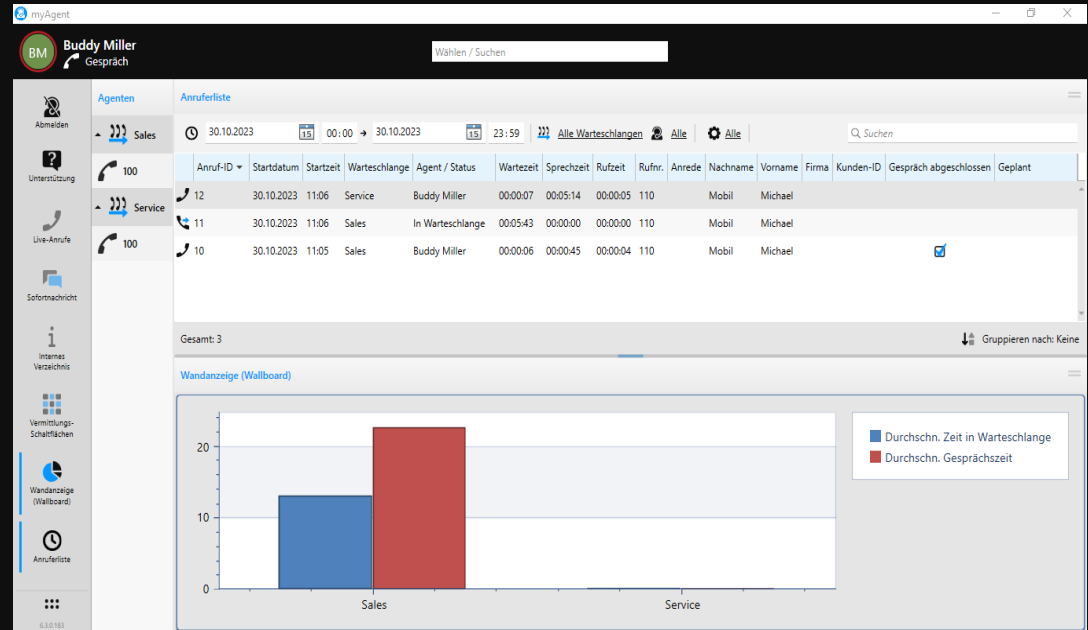 myAgent
BM
Buddy Miller
Gespräch
Wählen / Suchen
Abmelden
Unterstützung
Live-Anrufe
Sofortnachricht
Internes
Verzeichnis
Vermittlungs-
Schaltflächen
Wandanzeige
(Wallboard)
Anruferliste
6.3.0.183
Agenten
Sales
100
Service
100
Anruferliste
30.10.2023 15 00:00 30.10.2023 15 23:59 Alle Warteschlangen Alle Alle Suchen
Anruf-ID Startdatum Startzeit Warteschlange Agent / Status Wartezeit Sprechzeit Rufzeit Rufnr. Anrede Nachname Vorname Firma Kunden-ID Gespräch abgeschlossen Geplant
12 30.10.2023 11:06 Service Buddy Miller 00:00:07 00:05:14 00:00:05 110 Mobil Michael
11 30.10.2023 11:06 Sales In Warteschlange 00:05:43 00:00:00 00:00:00 110 Mobil Michael
10 30.10.2023 11:05 Sales Buddy Miller 00:00:06 00:00:45 00:00:04 110 Mobil Michael
Gesamt: 3 Gruppieren nach: Keine
Wandanzeige (Wallboard)
20
10
0
Sales Service
Durchschn. Zeit in Warteschlange
Durchschn. Gesprächszeit